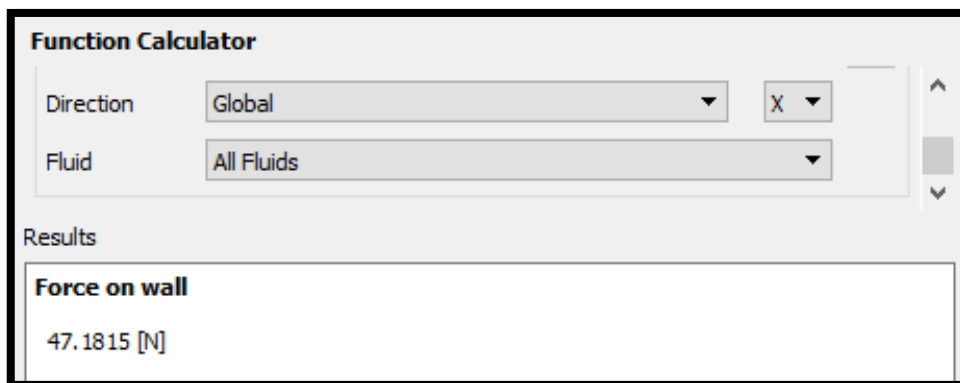 Function Calculator
Direction Global X
Fluid All Fluids
Results
Force on wall
47.1815 [N]